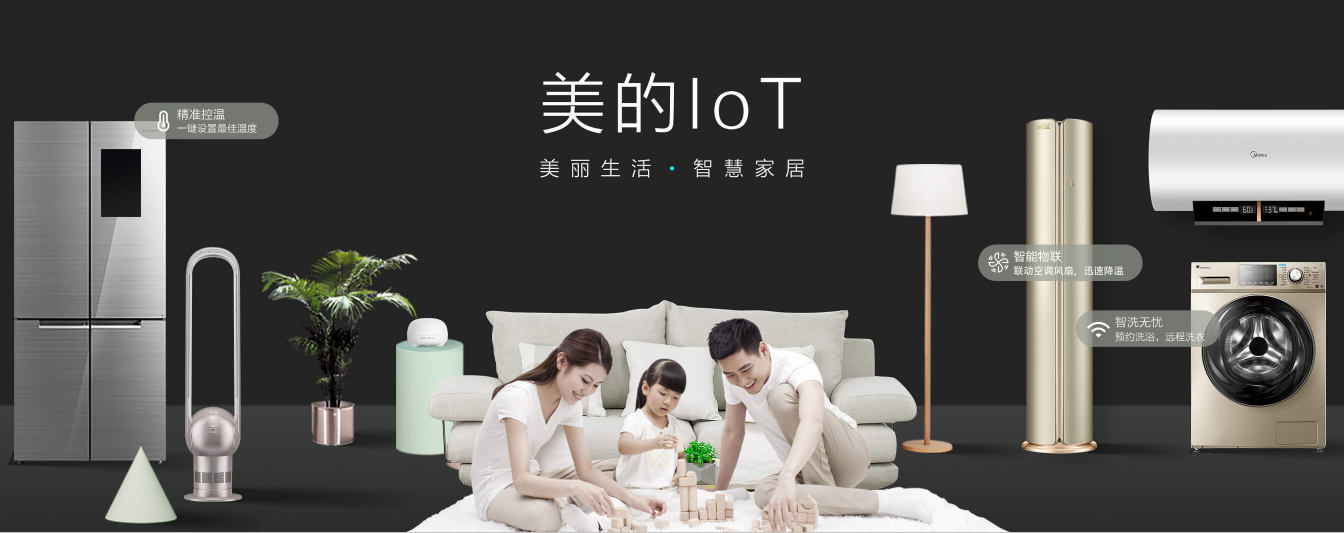 美的IoT
美丽生活·智慧家居
精准控温
一键设置最佳温度
智能物联
联动空调风扇，迅速降温
智洗无忧
预约洗浴，远程洗衣
Midea